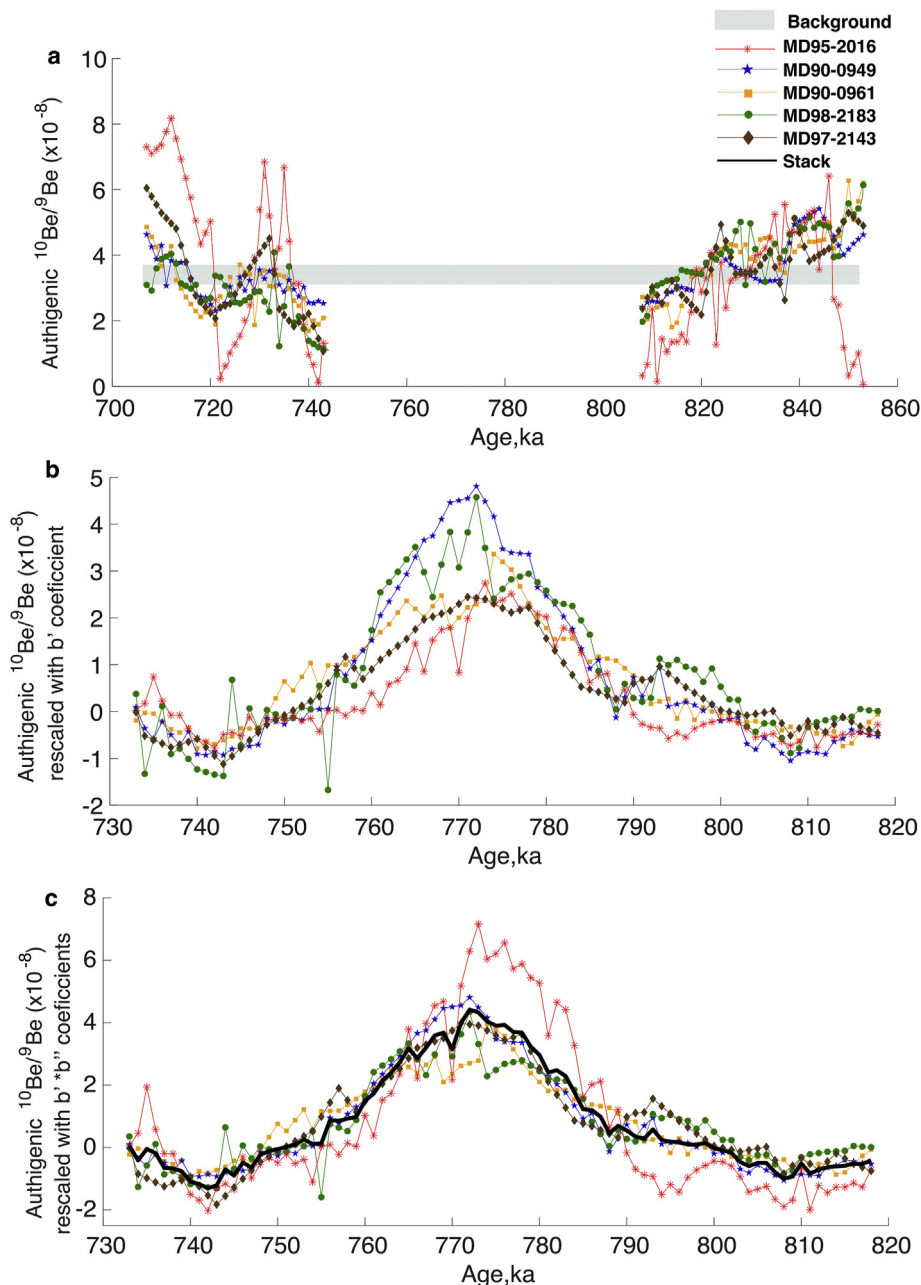 Background
MD95-2016
MD90-0949
MD90-0961
MD98-2183
MD97-2143
Stack
a
Authigenic ¹⁰Be/⁹Be (x10⁻⁸)
10
8
6
4
2
0
700 720 740 760 780 800 820 840 860
Age,ka
b
Authigenic ¹⁰Be/⁹Be (x10⁻⁸)
rescaled with b' coeficcient
5
4
3
2
1
0
-1
-2
730 740 750 760 770 780 790 800 810 820
Age,ka
c
Authigenic ¹⁰Be/⁹Be (x10⁻⁸)
rescaled with b' *b" coeficcients
8
6
4
2
0
-2
730 740 750 760 770 780 790 800 810 820
Age,ka